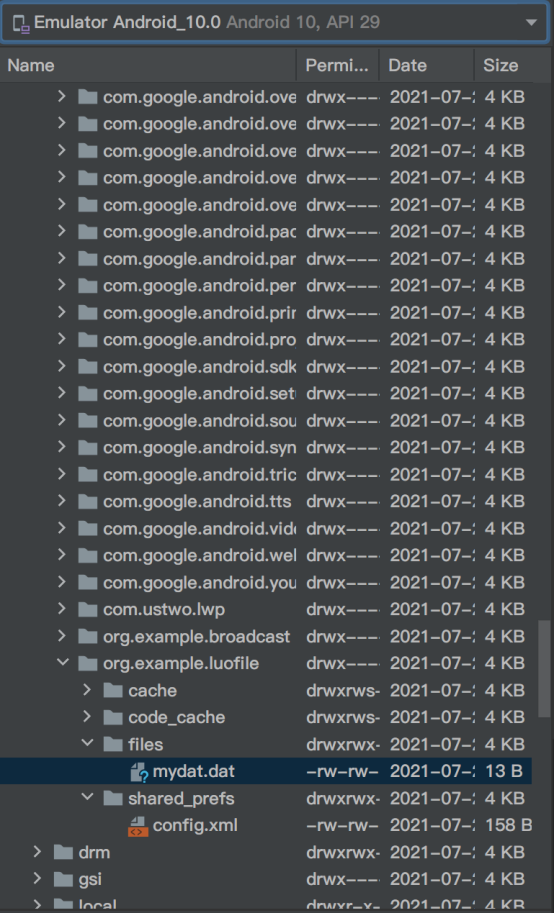 Emulator Android_10.0 Android 10, API 29
Name Permi... Date Size
com.google.android.ove drwx---- 2021-07-2 4 KB
com.google.android.ove drwx---- 2021-07-2 4 KB
com.google.android.ove drwx---- 2021-07-2 4 KB
com.google.android.ove drwx---- 2021-07-2 4 KB
com.google.android.ove drwx---- 2021-07-2 4 KB
com.google.android.pac drwx---- 2021-07-2 4 KB
com.google.android.par drwx---- 2021-07-2 4 KB
com.google.android.per drwx---- 2021-07-2 4 KB
com.google.android.prin drwx---- 2021-07-2 4 KB
com.google.android.pro drwx---- 2021-07-2 4 KB
com.google.android.sdk drwx---- 2021-07-2 4 KB
com.google.android.set drwx---- 2021-07-2 4 KB
com.google.android.sou drwx---- 2021-07-2 4 KB
com.google.android.syn drwx---- 2021-07-2 4 KB
com.google.android.tric drwx---- 2021-07-2 4 KB
com.google.android.tts drwx---- 2021-07-2 4 KB
com.google.android.vide drwx---- 2021-07-2 4 KB
com.google.android.wel drwx---- 2021-07-2 4 KB
com.google.android.you drwx---- 2021-07-2 4 KB
com.ustwo.lwp drwx---- 2021-07-2 4 KB
org.example.broadcast drwx---- 2021-07-2 4 KB
org.example.luofile drwx---- 2021-07-2 4 KB
cache drwxrws- 2021-07-2 4 KB
code_cache drwxrws- 2021-07-2 4 KB
files drwxrwx- 2021-07-2 4 KB
mydat.dat -rw-rw- 2021-07-2 13 B
shared_prefs drwxrwx- 2021-07-2 4 KB
config.xml -rw-rw- 2021-07-2 158 B
drm drwxrwx- 2021-07-2 4 KB
gsi drwxrwx- 2021-07-2 4 KB
local drwxr-x- 2021-07-2 4 KB